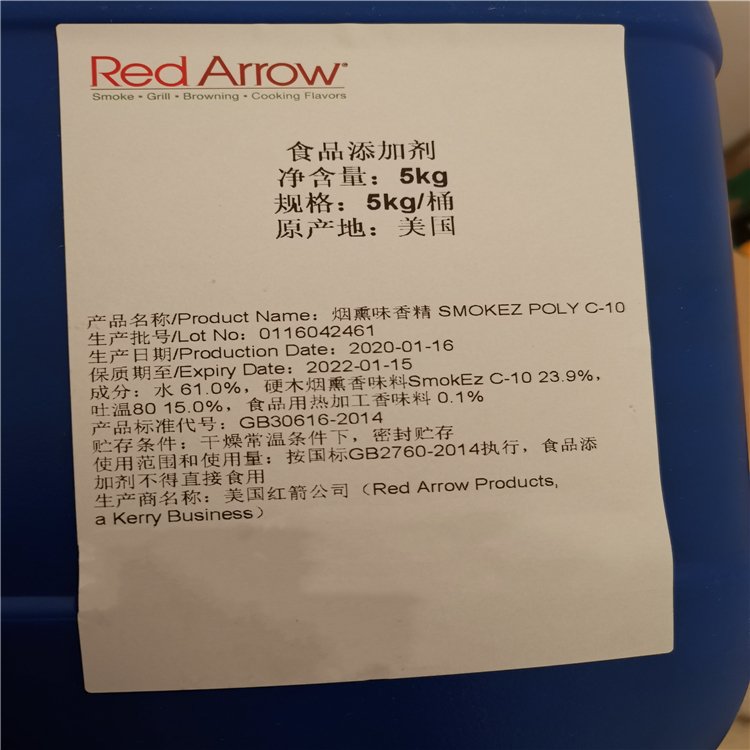 Red Arrow®
Smoke • Grill • Browning • Cooking Flavors
食品添加剂
净含量：5kg
规格：5kg/桶
原产地：美国
产品名称/Product Name：烟熏味香精 SMOKEZ POLY C-10
生产批号/Lot No：0116042461
生产日期/Production Date：2020-01-16
保质期至/Expiry Date：2022-01-15
成分：水 61.0%，硬木烟熏香味料SmokEz C-10 23.9%，
吐温80 15.0%，食品用热加工香味料 0.1%
产品标准代号：GB30616-2014
贮存条件：干燥常温条件下，密封贮存
使用范围和使用量：按国标GB2760-2014执行，食品添
加剂不得直接食用
生产商名称：美国红箭公司（Red Arrow Products,
a Kerry Business）